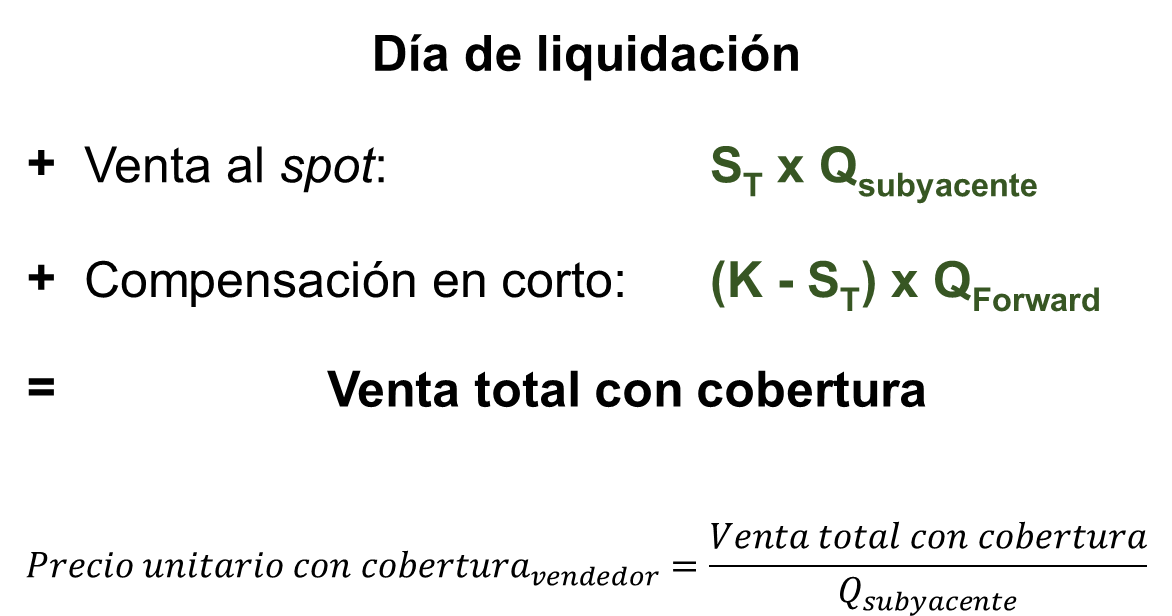 Día de liquidación
+ Venta al spot: S_T x Q_subyacente
+ Compensación en corto: (K - S_T) x Q_Forward
= Venta total con cobertura
Precio unitario con cobertura_vendedor = Venta total con cobertura / Q_subyacente